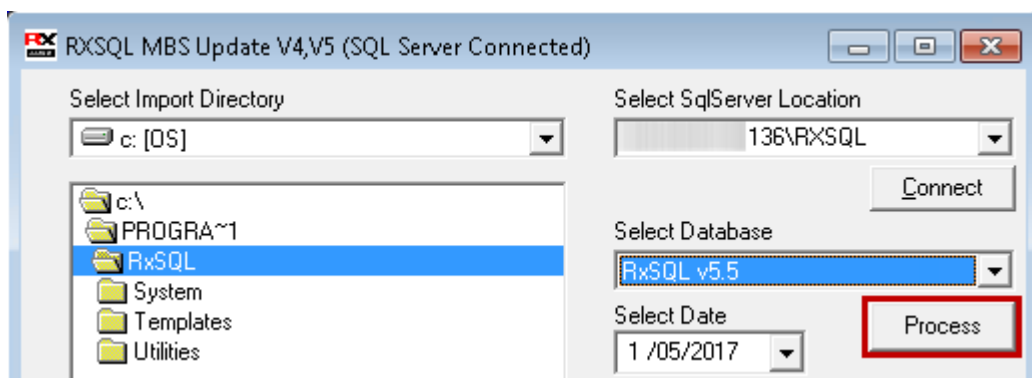 RX RXSQL MBS Update V4,V5 (SQL Server Connected)
Select Import Directory
c: [OS]
c:\
PROGRA~1
RxSQL
System
Templates
Utilities
Select SqlServer Location
136\RXSQL
Connect
Select Database
RxSQL v5.5
Select Date
1 /05/2017
Process